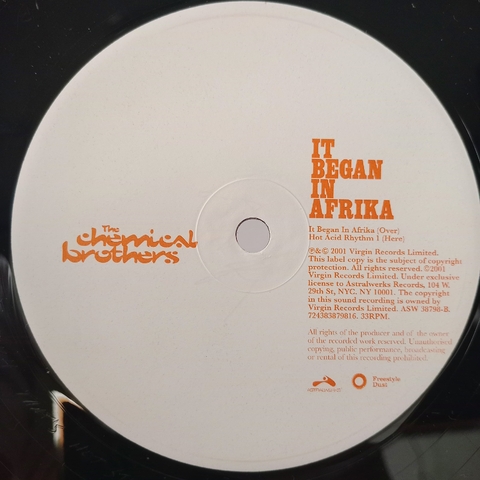 The
chemical
brothers
IT
BEGAN
IN
AFRIKA
It Began In Afrika (Over)
Hot Acid Rhythm 1 (Here)
℗&© 2001 Virgin Records Limited.
This label copy is the subject of copyright
protection. All rights reserved. ©2001
Virgin Records Limited. Under exclusive
license to Astralwerks Records, 104 W.
29th St, NYC. NY 10001. The copyright
in this sound recording is owned by
Virgin Records Limited. ASW 38798-B.
724383879816. 33RPM.
All rights of the producer and of the owner
of the recorded work reserved. Unauthorised
copying, public performance, broadcasting
or rental of this recording prohibited.
ASTRALWERKS
Freestyle
Dust